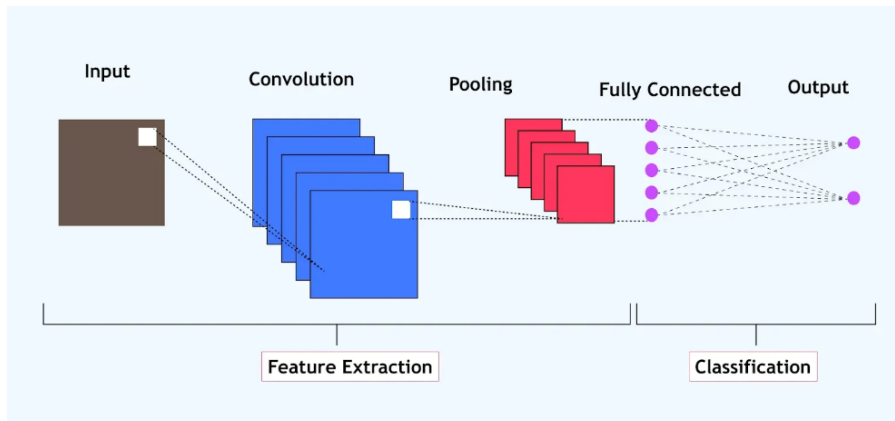 Input
Convolution
Pooling
Fully Connected
Output
Feature Extraction
Classification